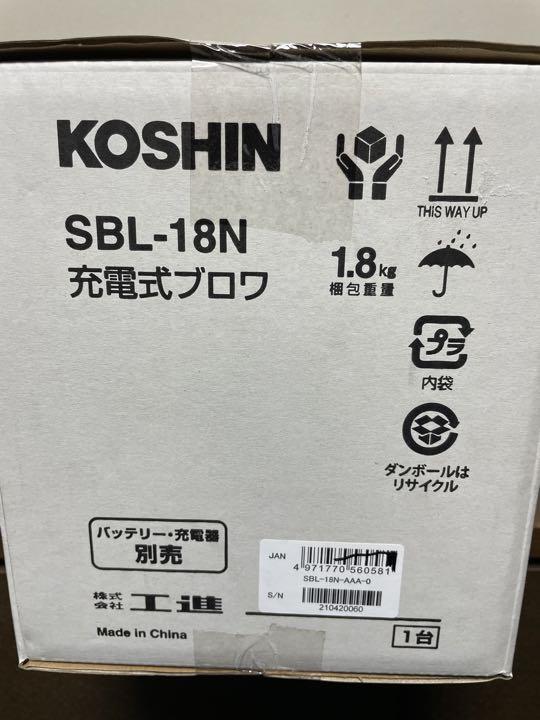 KOSHIN
THIS WAY UP
SBL-18N
充電式ブロワ
1.8kg
梱包重量
プラ
内袋
ダンボールは
リサイクル
バッテリー・充電器
別売
株式会社 工進
Made in China
JAN
4 971770 560581
SBL-18N-AAA-0
S/N
210420060
1台